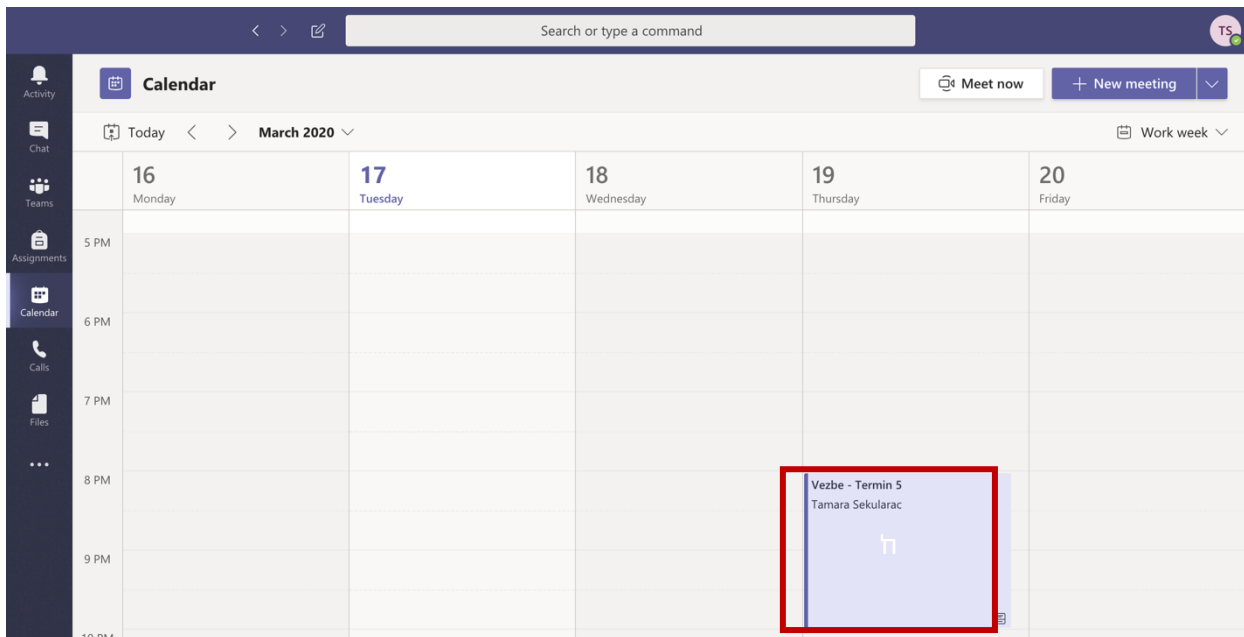 Search or type a command
TS
Activity
Calendar
Meet now
New meeting
Chat
Today
March 2020
Work week
Teams
16
Monday
17
Tuesday
18
Wednesday
19
Thursday
20
Friday
Assignments
5 PM
Calendar
6 PM
Calls
7 PM
Files
8 PM
Vezbe - Termin 5
Tamara Sekularac
9 PM
10 PM